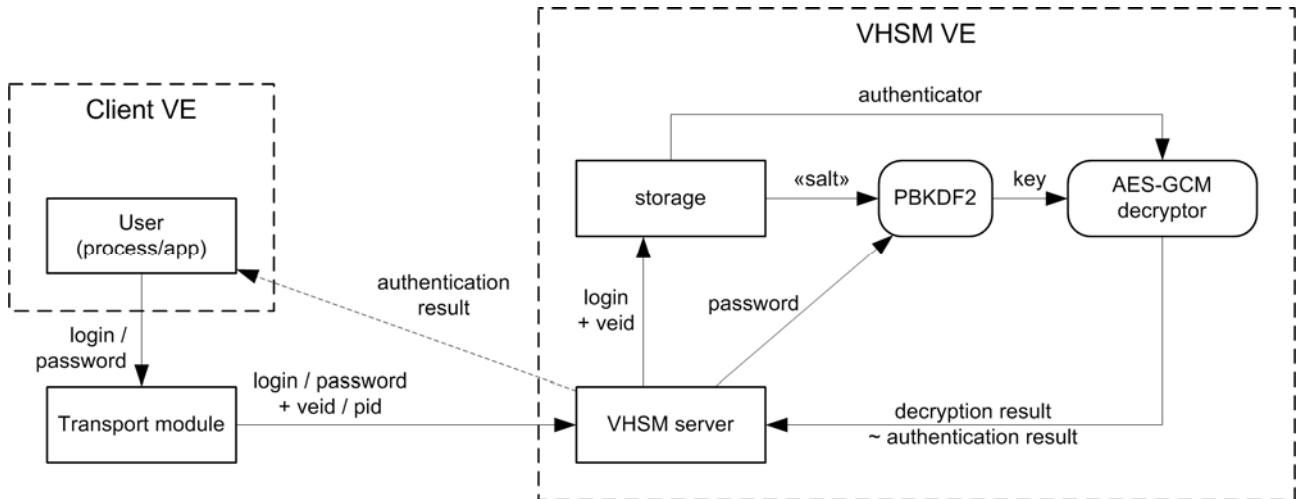 VHSM VE
Client VE
authenticator
storage
«salt»
PBKDF2
key
AES-GCM
decryptor
User
(process/app)
authentication
result
login
+ veid
password
login /
password
login / password
+ veid / pid
Transport module
VHSM server
decryption result
~ authentication result